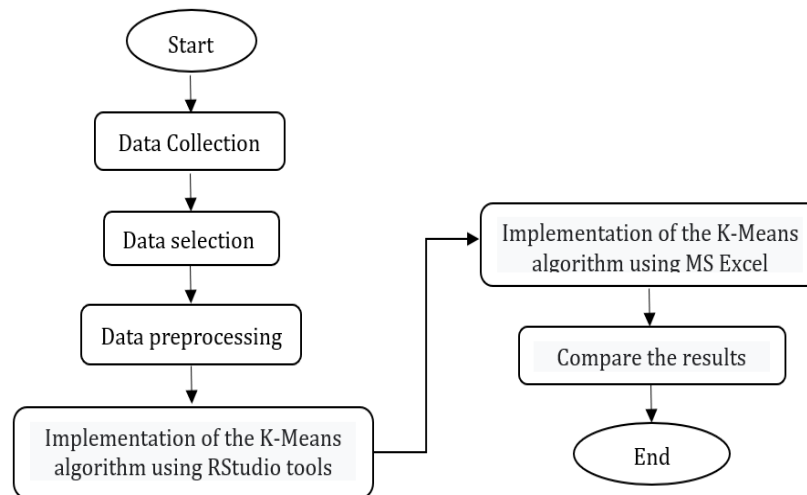 Start
Data Collection
Data selection
Data preprocessing
Implementation of the K-Means
algorithm using RStudio tools
Implementation of the K-Means
algorithm using MS Excel
Compare the results
End